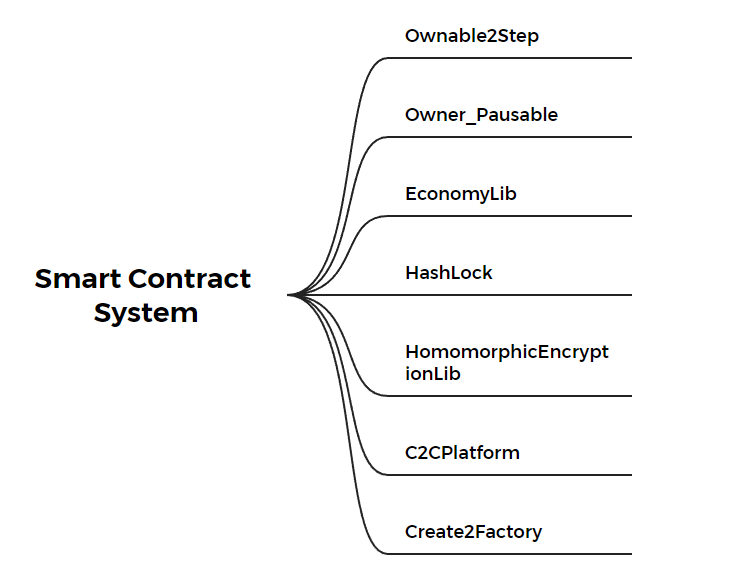 Ownable2Step
Owner_Pausable
EconomyLib
Smart Contract
System
HashLock
HomomorphicEncrypt
ionLib
C2CPlatform
Create2Factory